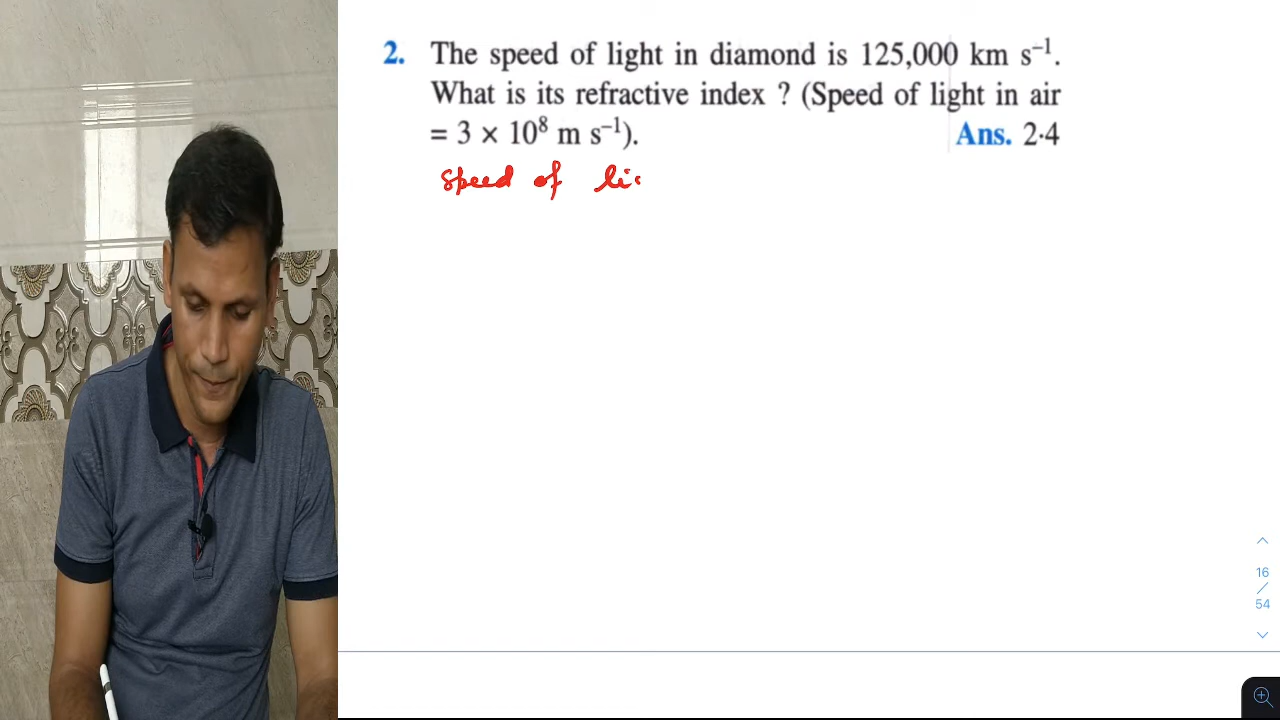 2. The speed of light in diamond is 125,000 km s⁻¹.
What is its refractive index ? (Speed of light in air
= 3 × 10⁸ m s⁻¹). Ans. 2·4
Speed of
16
/
54